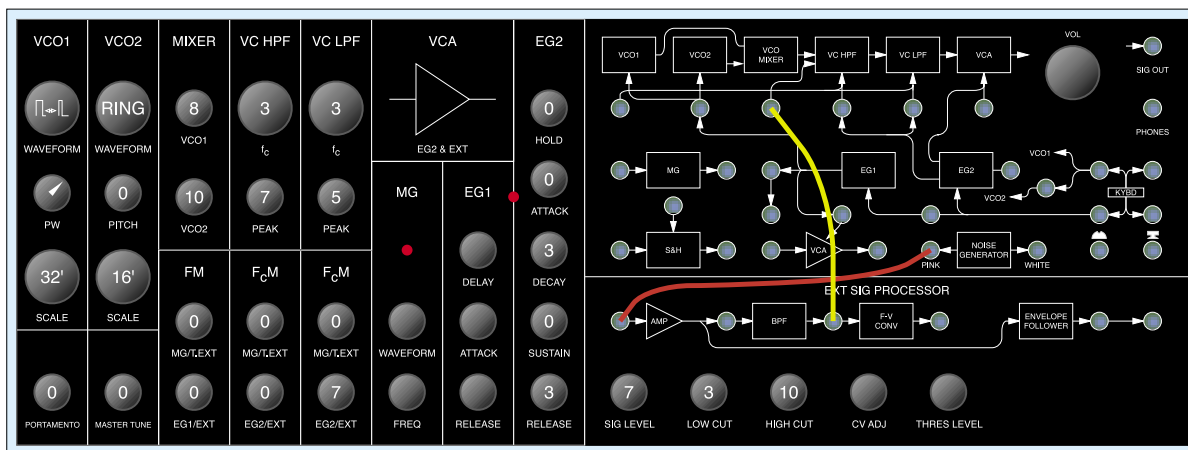 VCO1 VCO2 MIXER VC HPF VC LPF VCA EG2
RING 8 3 3 0
WAVEFORM WAVEFORM VCO1 fc fc EG2 & EXT HOLD
MG EG1
0 10 7 5 0
PW PITCH VCO2 PEAK PEAK ATTACK
FM FCM FCM
32' 16' 3
SCALE SCALE DELAY DECAY
0 0 0 0
MG/T.EXT MG/T.EXT MG/T.EXT WAVEFORM ATTACK SUSTAIN
0 0 0 0 7 3
PORTAMENTO MASTER TUNE EG1/EXT EG2/EXT EG2/EXT FREQ RELEASE RELEASE
VCO1 VCO2 VCO MIXER VC HPF VC LPF VCA VOL
SIG OUT
PHONES
MG EG1 EG2 VCO1
VCO2 KYBD
S&H VCA PINK NOISE GENERATOR WHITE
EXT SIG PROCESSOR
AMP BPF F-V CONV ENVELOPE FOLLOWER
7 3 10
SIG LEVEL LOW CUT HIGH CUT CV ADJ THRES LEVEL